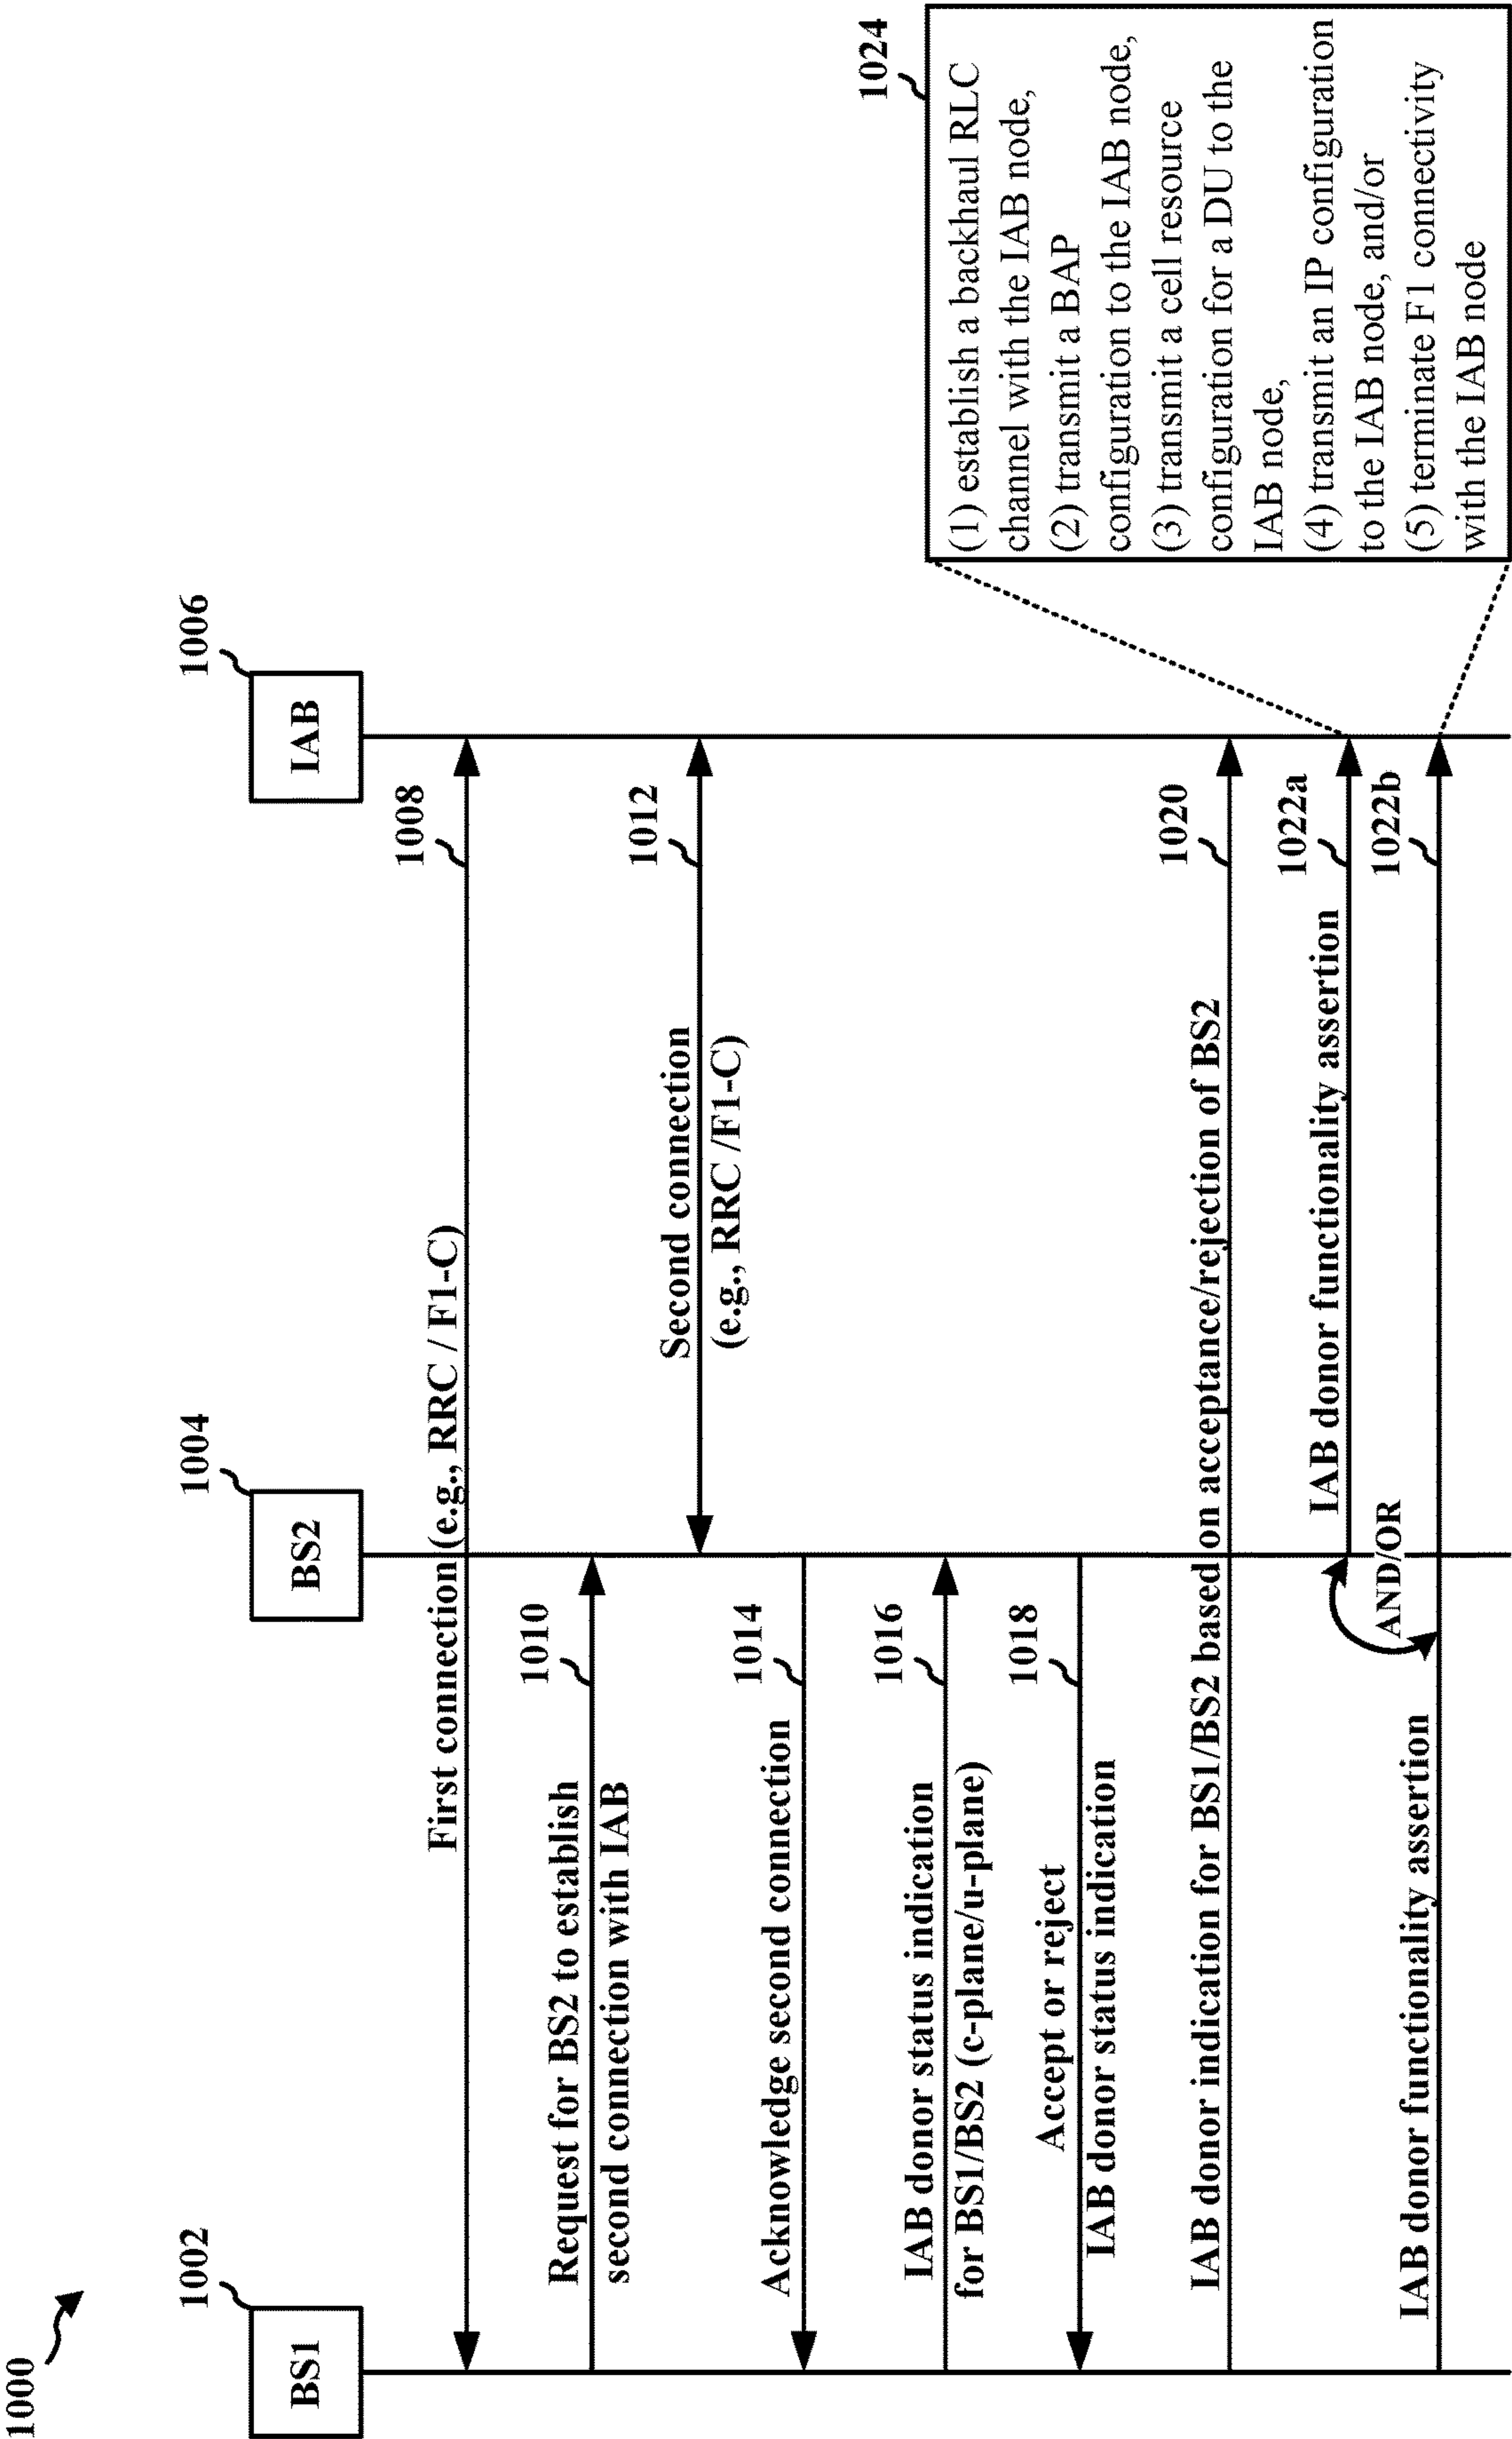 1000
1002
BS1
1004
BS2
1006
IAB
First connection (e.g., RRC / F1-C)
1008
Request for BS2 to establish
second connection with IAB
1010
Second connection
(e.g., RRC /F1-C)
1012
Acknowledge second connection
1014
IAB donor status indication
for BS1/BS2 (c-plane/u-plane)
1016
Accept or reject
IAB donor status indication
1018
IAB donor indication for BS1/BS2 based on acceptance/rejection of BS2
1020
IAB donor functionality assertion
1022a
AND/OR
IAB donor functionality assertion
1022b
1024
(1) establish a backhaul RLC
channel with the IAB node,
(2) transmit a BAP
configuration to the IAB node,
(3) transmit a cell resource
configuration for a DU to the
IAB node,
(4) transmit an IP configuration
to the IAB node, and/or
(5) terminate F1 connectivity
with the IAB node